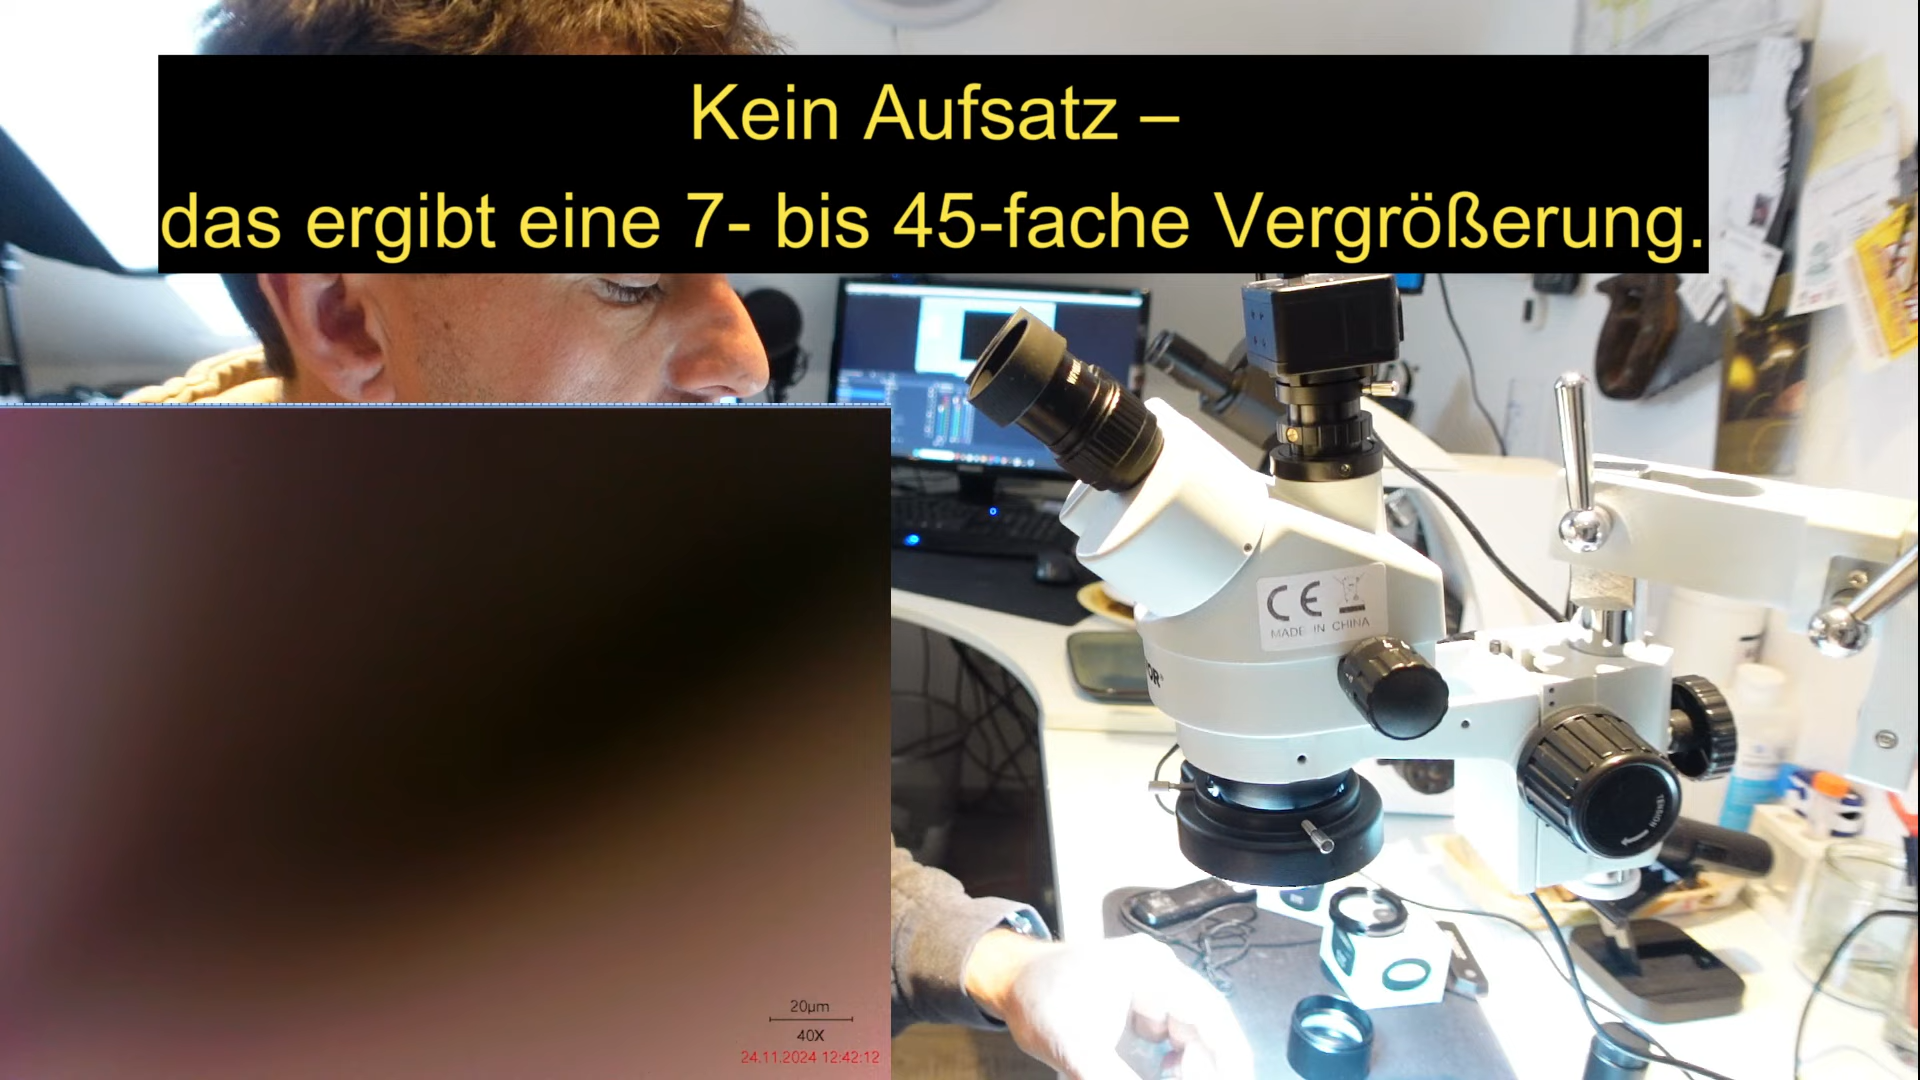 Kein Aufsatz –
das ergibt eine 7- bis 45-fache Vergrößerung.
CE
MADE IN CHINA
TENSION
20µm
40X
24.11.2024 12:42:12